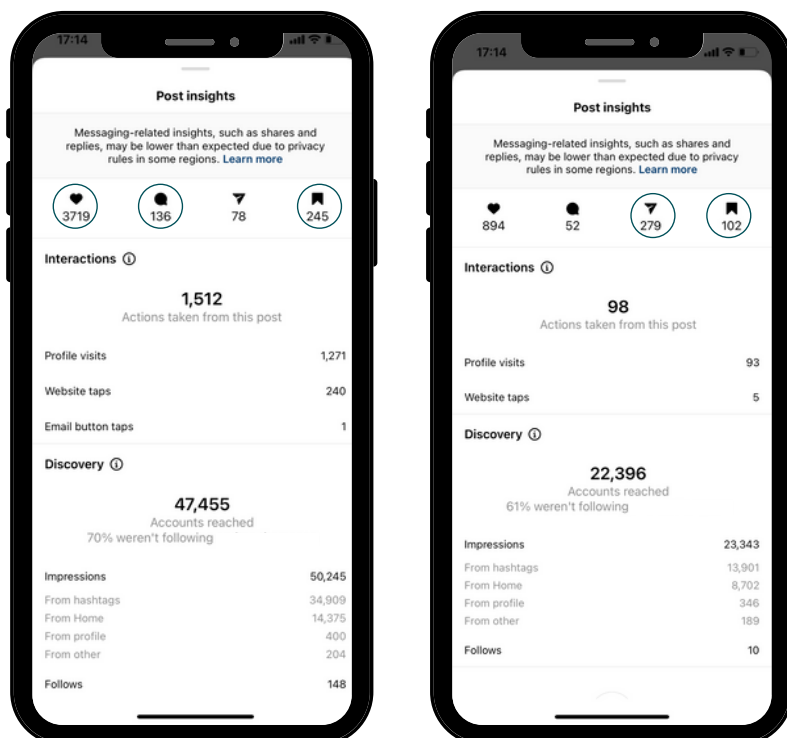 17:14
Post insights
Messaging-related insights, such as shares and
replies, may be lower than expected due to privacy
rules in some regions. Learn more
3719 136 78 245
Interactions
1,512
Actions taken from this post
Profile visits 1,271
Website taps 240
Email button taps 1
Discovery
47,455
Accounts reached
70% weren't following
Impressions 50,245
From hashtags 34,909
From Home 14,375
From profile 400
From other 204
Follows 148
17:14
Post insights
Messaging-related insights, such as shares and
replies, may be lower than expected due to privacy
rules in some regions. Learn more
894 52 279 102
Interactions
98
Actions taken from this post
Profile visits 93
Website taps 5
Discovery
22,396
Accounts reached
61% weren't following
Impressions 23,343
From hashtags 13,901
From Home 8,702
From profile 346
From other 189
Follows 10